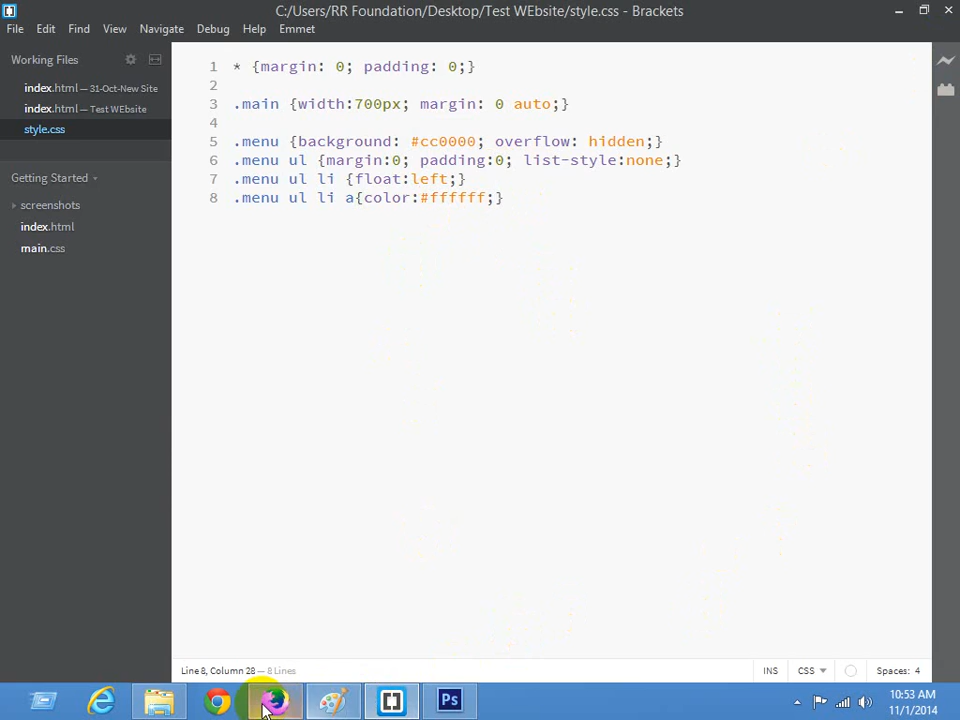 C:/Users/RR Foundation/Desktop/Test WEbsite/style.css - Brackets
File Edit Find View Navigate Debug Help Emmet
Working Files
index.html — 31-Oct-New Site
index.html — Test WEbsite
style.css
Getting Started
screenshots
index.html
main.css
1 * {margin: 0; padding: 0;}
2
3 .main {width:700px; margin: 0 auto;}
4
5 .menu {background: #cc0000; overflow: hidden;}
6 .menu ul {margin:0; padding:0; list-style:none;}
7 .menu ul li {float:left;}
8 .menu ul li a{color:#ffffff;}
Line 8, Column 28 — 8 Lines
INS CSS Spaces: 4
Ps
10:53 AM
11/1/2014